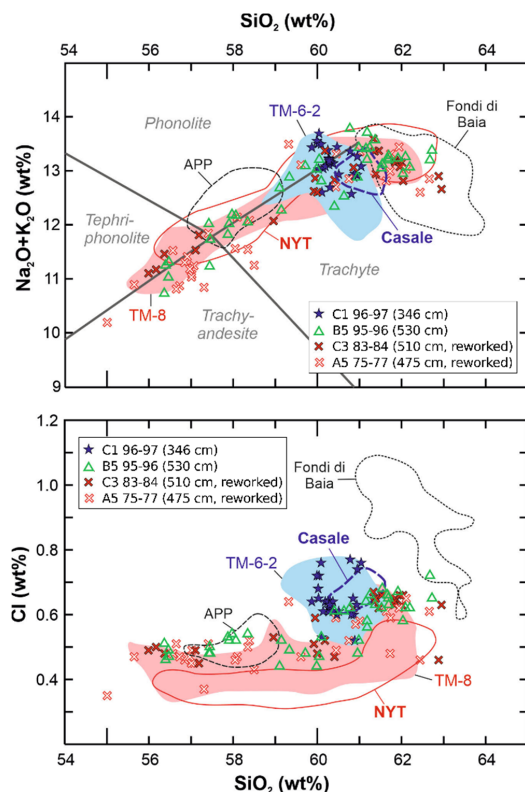 SiO2 (wt%)
54 56 58 60 62
14
13
12
11
10
9
Na2O+K2O (wt%)
Phonolite
TM-6-2
Fondi di
Baia
APP
Tephri-
phonolite
NYT
Casale
Trachyte
TM-8
Trachy-
andesite
C1 96-97 (346 cm)
B5 95-96 (530 cm)
C3 83-84 (510 cm, reworked)
A5 75-77 (475 cm, reworked)
1.2
1.0
0.8
0.6
0.4
0.2
Cl (wt%)
C1 96-97 (346 cm)
B5 95-96 (530 cm)
C3 83-84 (510 cm, reworked)
A5 75-77 (475 cm, reworked)
Fondi di
Baia
Casale
TM-6-2
APP
TM-8
NYT
54 56 58 60 62
SiO2 (wt%)